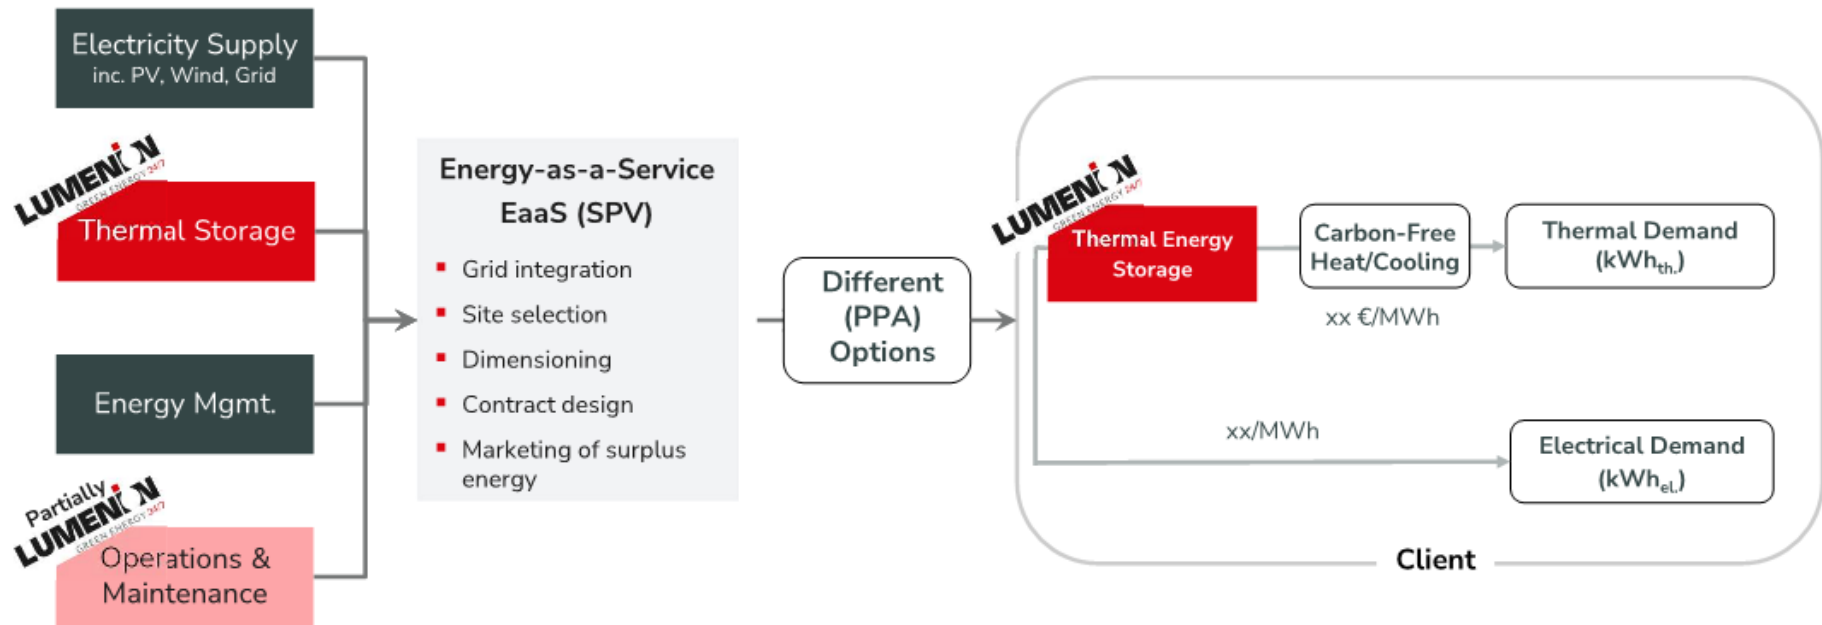 Electricity Supply
inc. PV, Wind, Grid
LUMENION
GREEN ENERGY 24/7
Thermal Storage
Energy Mgmt.
Partially
LUMENION
GREEN ENERGY 24/7
Operations &
Maintenance
Energy-as-a-Service
EaaS (SPV)
Grid integration
Site selection
Dimensioning
Contract design
Marketing of surplus
energy
Different
(PPA)
Options
LUMENION
GREEN ENERGY 24/7
Thermal Energy
Storage
Carbon-Free
Heat/Cooling
xx €/MWh
Thermal Demand
(kWhth.)
xx/MWh
Electrical Demand
(kWhel.)
Client